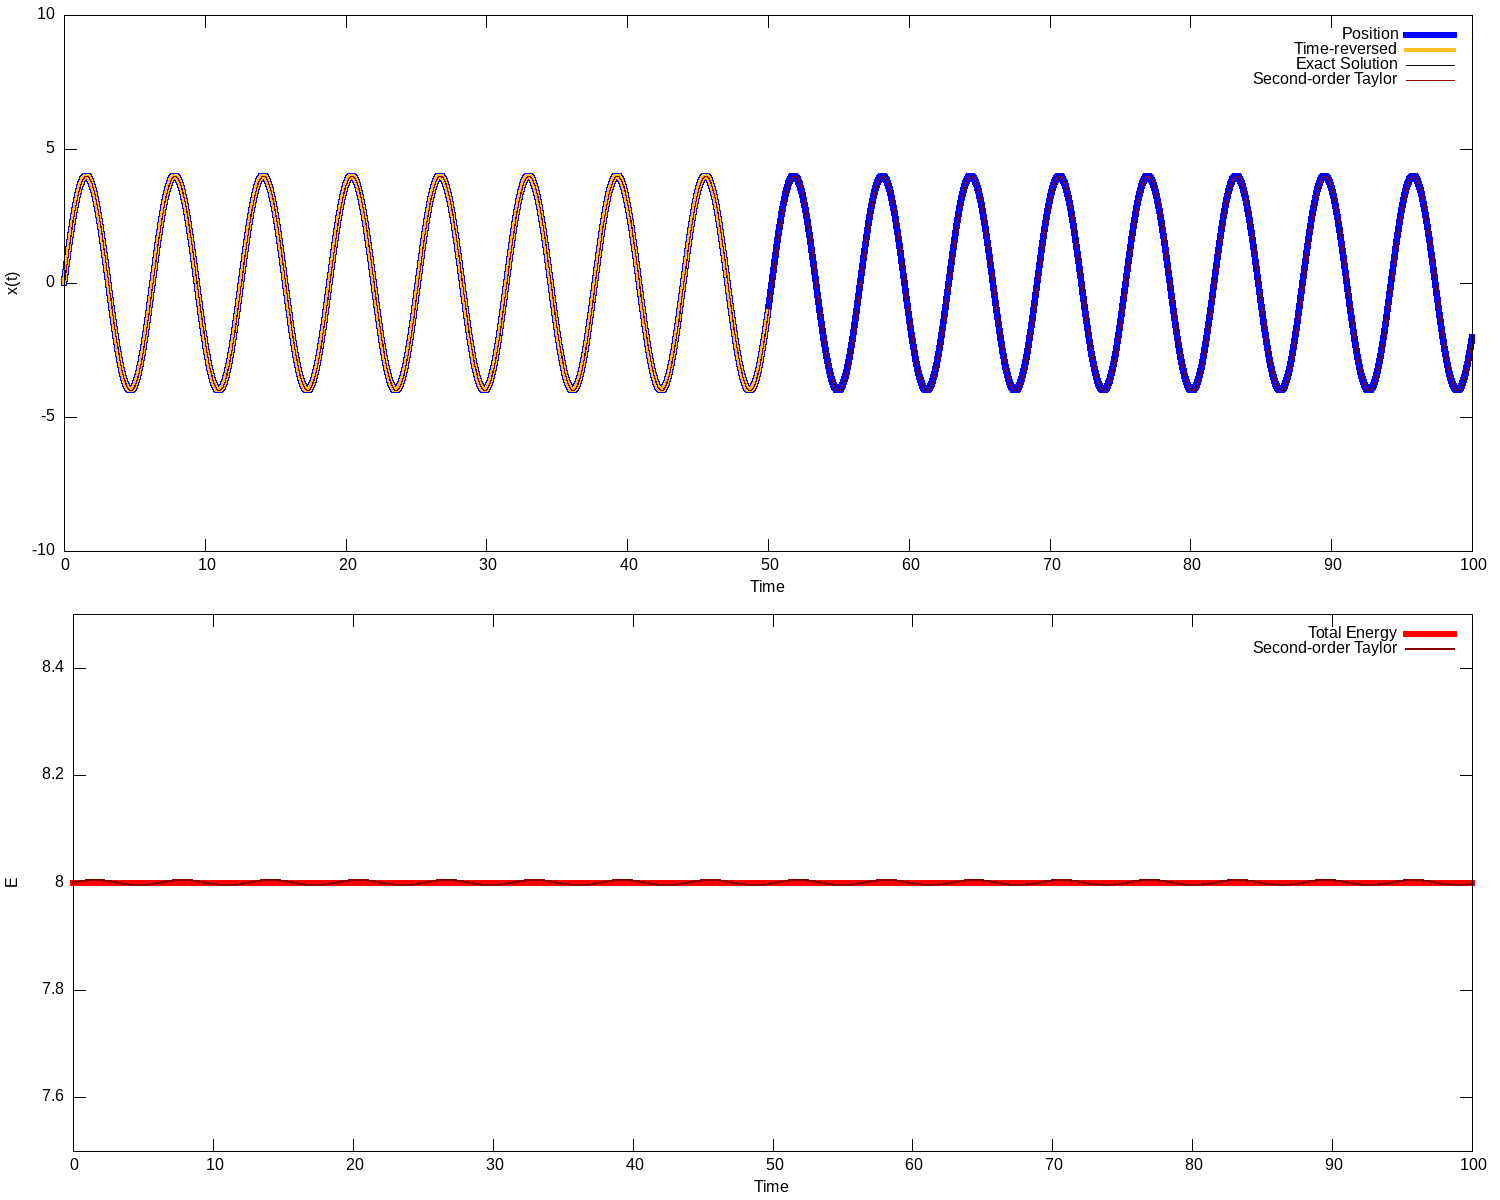 10
5
0
-5
-10
x(t)
Position
Time-reversed
Exact Solution
Second-order Taylor
0 10 20 30 40 50 60 70 80 90 100
Time
8.4
8.2
8
7.8
7.6
E
Total Energy
Second-order Taylor
0 10 20 30 40 50 60 70 80 90 100
Time